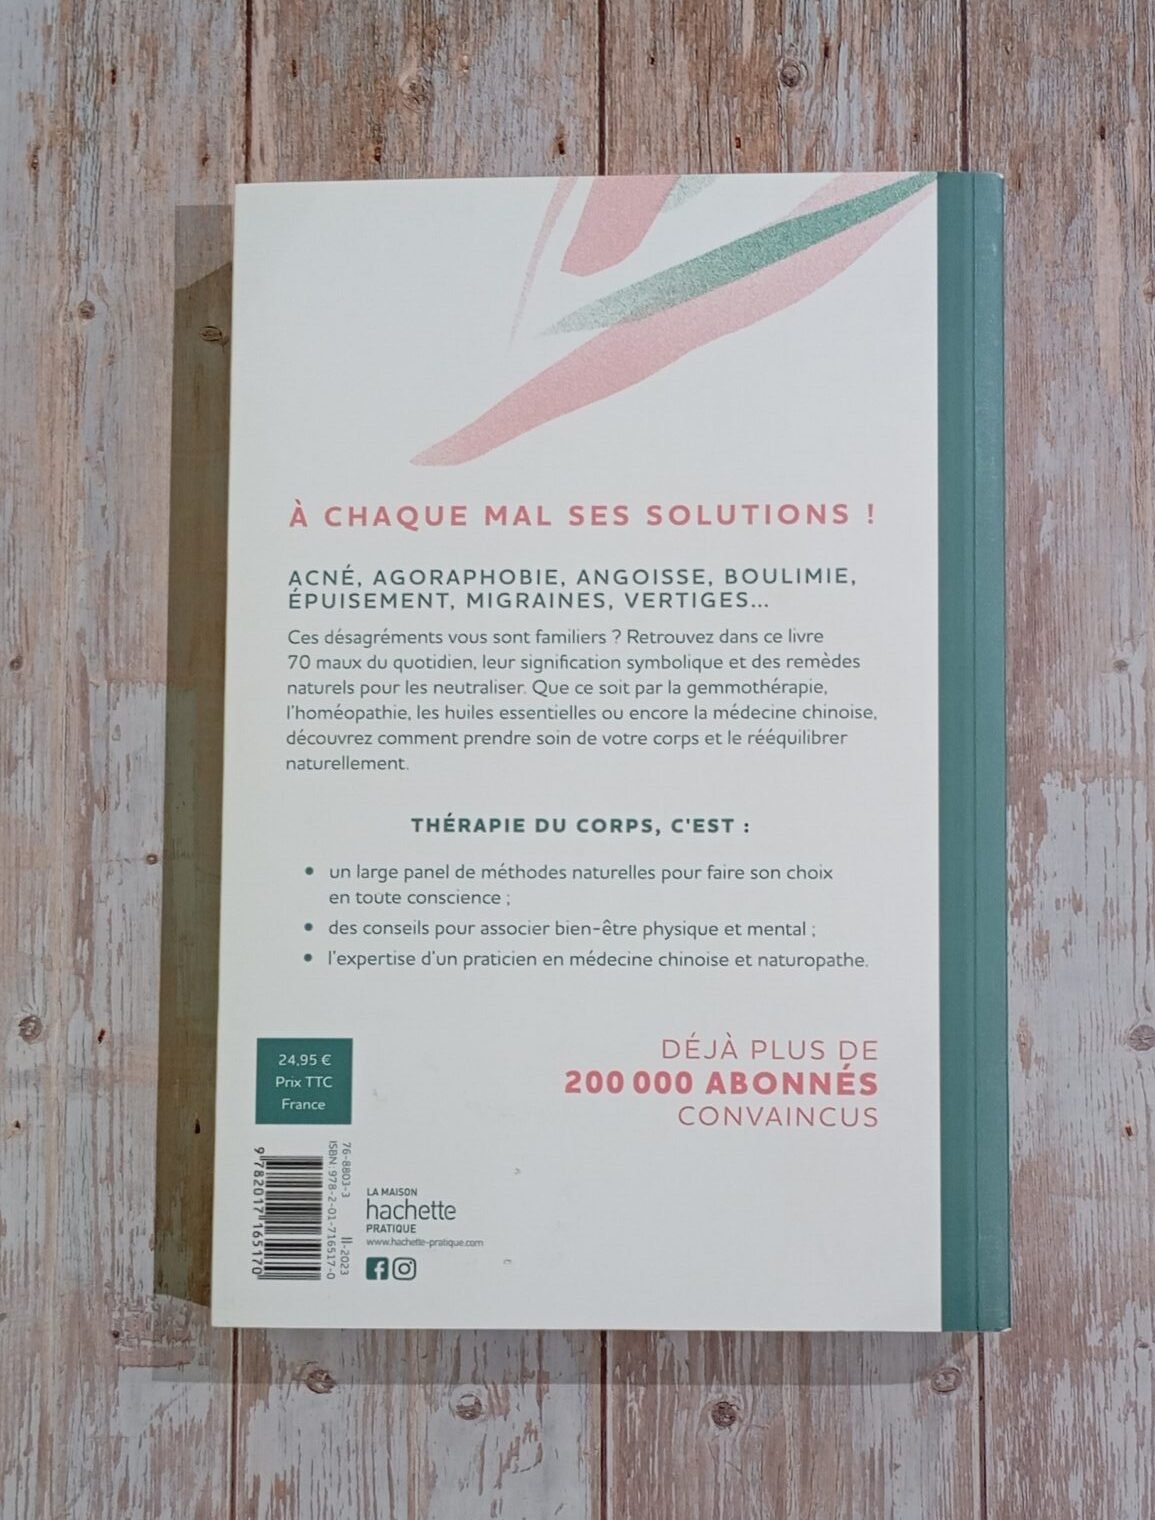 À CHAQUE MAL SES SOLUTIONS !
ACNÉ, AGORAPHOBIE, ANGOISSE, BOULIMIE,
ÉPUISEMENT, MIGRAINES, VERTIGES...
Ces désagréments vous sont familiers ? Retrouvez dans ce livre
70 maux du quotidien, leur signification symbolique et des remèdes
naturels pour les neutraliser. Que ce soit par la gemmothérapie,
l'homéopathie, les huiles essentielles ou encore la médecine chinoise,
découvrez comment prendre soin de votre corps et le rééquilibrer
naturellement.
THÉRAPIE DU CORPS, C'EST :
• un large panel de méthodes naturelles pour faire son choix
en toute conscience ;
• des conseils pour associer bien-être physique et mental ;
• l'expertise d'un praticien en médecine chinoise et naturopathe.
DÉJÀ PLUS DE
200 000 ABONNÉS
CONVAINCUS
24,95 €
Prix TTC
France
76-8803-3 II-2023
ISBN: 978-2-01-716517-0
9 782017 165170
LA MAISON
hachette
PRATIQUE
www.hachette-pratique.com